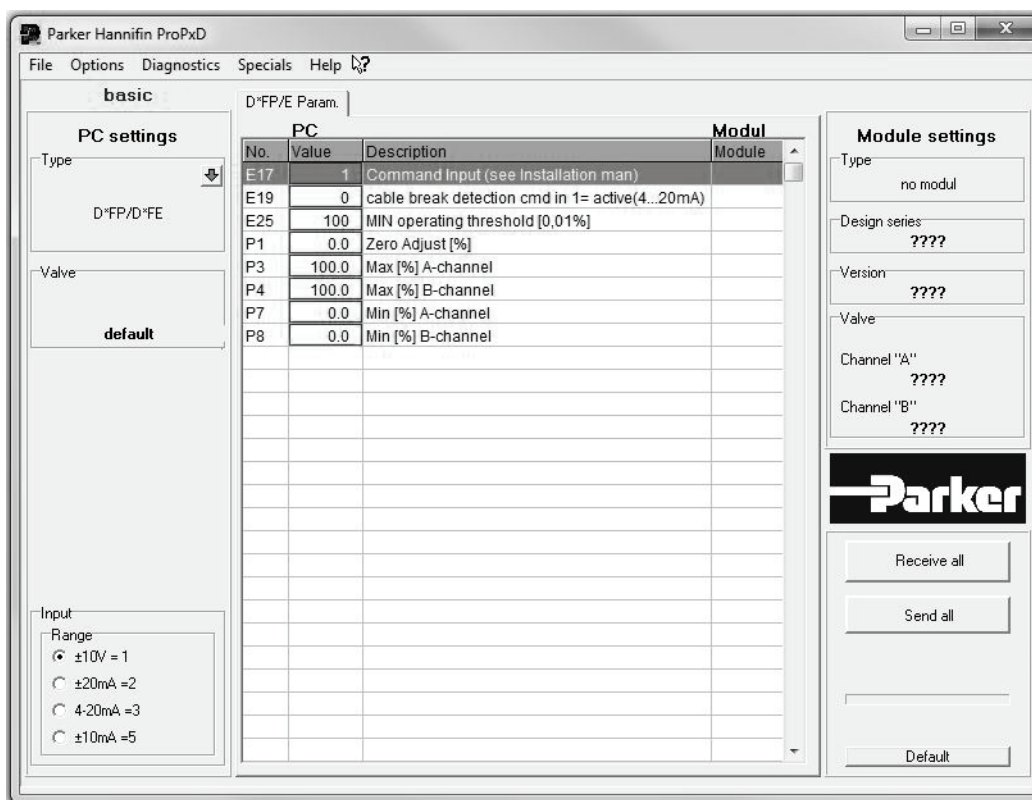 Parker Hannifin ProPxD
File Options Diagnostics Specials Help
basic
PC settings
Type
D*FP/D*FE
Valve
default
Input
Range
±10V = 1
±20mA =2
4-20mA =3
±10mA =5
D*FP/E Param.
PC Modul
No. Value Description Module
E17 1 Command Input (see Installation man)
E19 0 cable break detection cmd in 1= active(4...20mA)
E25 100 MIN operating threshold [0,01%]
P1 0.0 Zero Adjust [%]
P3 100.0 Max [%] A-channel
P4 100.0 Max [%] B-channel
P7 0.0 Min [%] A-channel
P8 0.0 Min [%] B-channel
Module settings
Type
no modul
Design series
????
Version
????
Valve
Channel "A"
????
Channel "B"
????
Parker
Receive all
Send all
Default